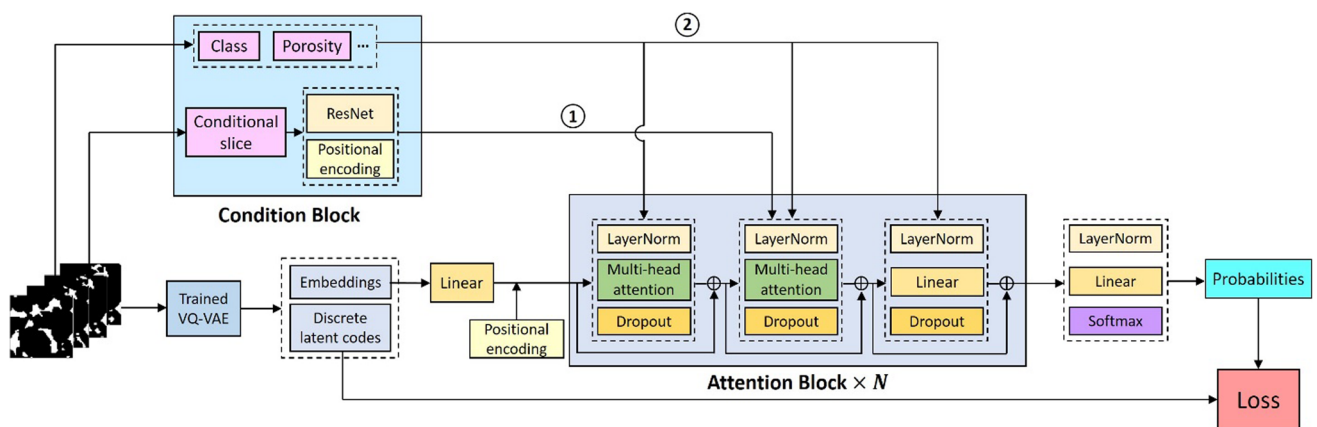 Class
Porosity
...
②
Conditional
slice
ResNet
Positional
encoding
①
Condition Block
Trained
VQ-VAE
Embeddings
Discrete
latent codes
Linear
Positional
encoding
LayerNorm
Multi-head
attention
Dropout
LayerNorm
Multi-head
attention
Dropout
LayerNorm
Linear
Dropout
Attention Block × N
LayerNorm
Linear
Softmax
Probabilities
Loss